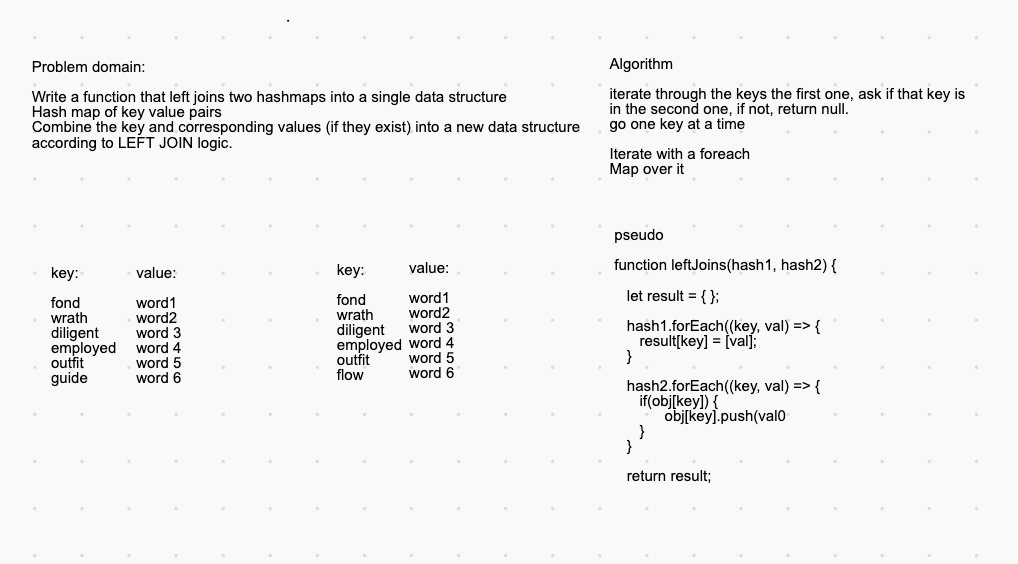 Problem domain:
Write a function that left joins two hashmaps into a single data structure
Hash map of key value pairs
Combine the key and corresponding values (if they exist) into a new data structure
according to LEFT JOIN logic.
key: value:
fond word1
wrath word2
diligent word 3
employed word 4
outfit word 5
guide word 6
key: value:
fond word1
wrath word2
diligent word 3
employed word 4
outfit word 5
flow word 6
Algorithm
iterate through the keys the first one, ask if that key is
in the second one, if not, return null.
go one key at a time
Iterate with a foreach
Map over it
pseudo
function leftJoins(hash1, hash2) {
let result = { };
hash1.forEach((key, val) => {
result[key] = [val];
}
hash2.forEach((key, val) => {
if(obj[key]) {
obj[key].push(val0
}
}
return result;